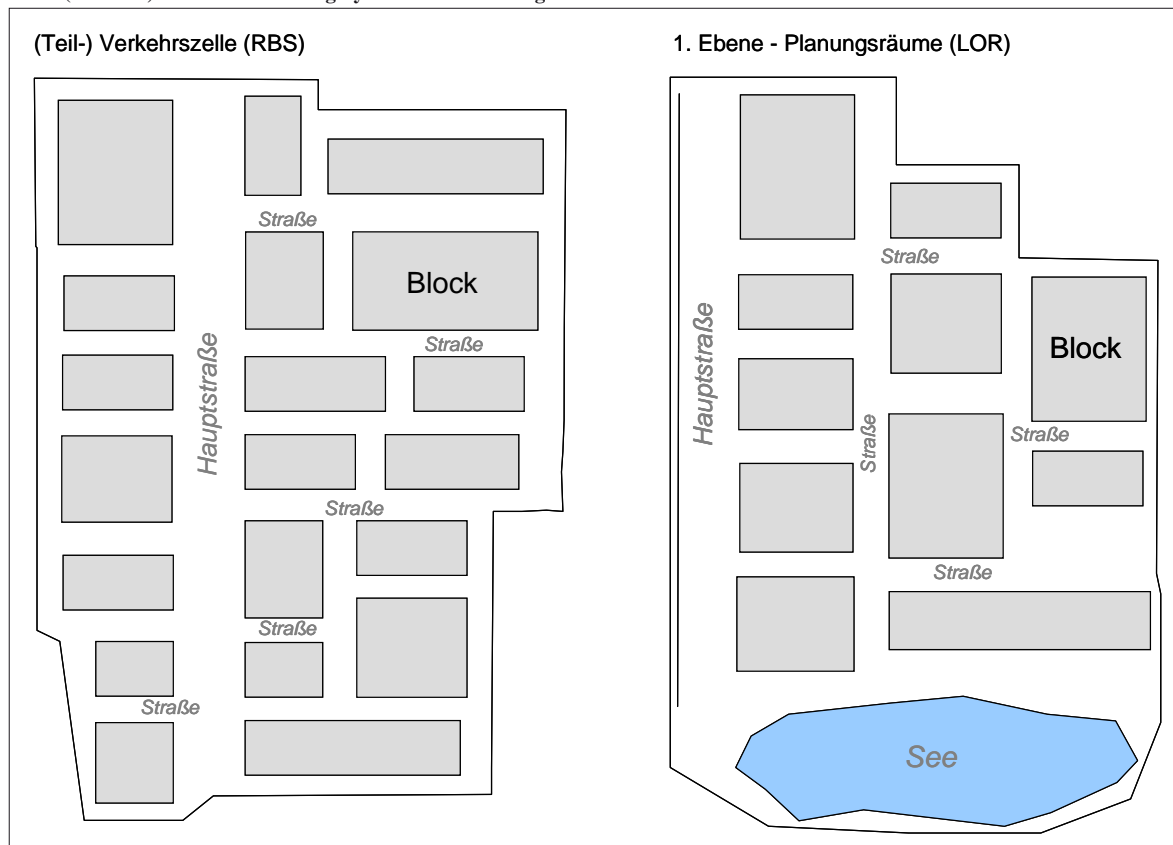 (Teil-) Verkehrszelle (RBS)
Straße
Block
Straße
Hauptstraße
Straße
Straße
Straße
1. Ebene - Planungsräume (LOR)
Straße
Hauptstraße
Block
Straße
Straße
Straße
See